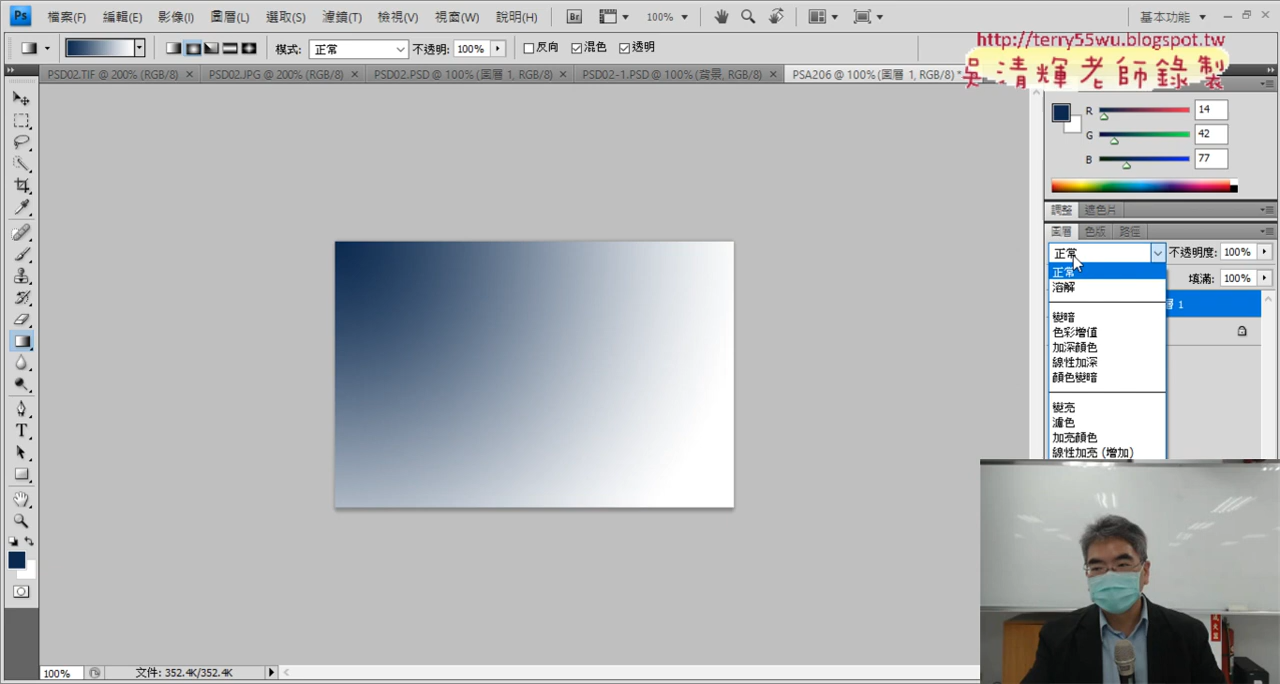 Ps 檔案(F) 編輯(E) 影像(I) 圖層(L) 選取(S) 濾鏡(T) 檢視(V) 視窗(W) 說明(H) Br 100% 基本功能
模式: 正常 不透明: 100% 反向 混色 透明
http://terry55wu.blogspot.tw
吳清輝老師錄製
PSD02.TIF @ 200% (RGB/8) × PSD02.JPG @ 200% (RGB/8) × PSD02.PSD @ 100% (圖層 1, RGB/8) × PSD02-1.PSD @ 100% (背景, RGB/8) × PSA206 @ 100% (圖層 1, RGB/8) *
R 14
G 42
B 77
調整 遮色片
圖層 色版 路徑
正常 不透明度: 100%
正常 填滿: 100%
溶解
層 1
變暗
色彩增值
加深顏色
線性加深
顏色變暗
變亮
濾色
加亮顏色
線性加亮 (增加)
T
100% 文件: 352.4K/352.4K